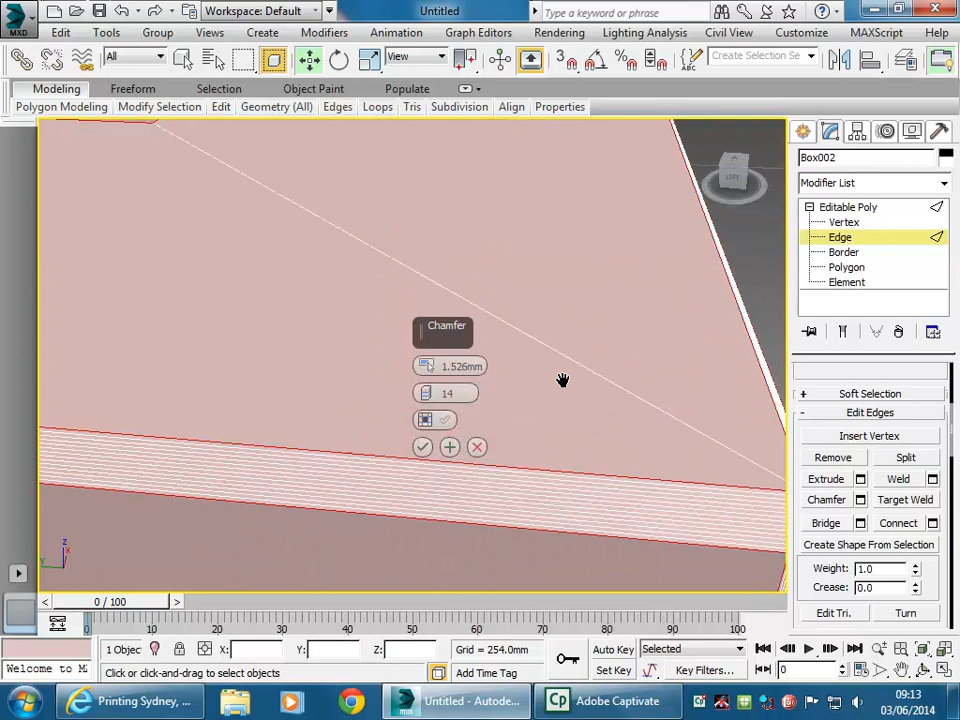 MXD
Workspace: Default
Untitled
Type a keyword or phrase
Edit
Tools
Group
Views
Create
Modifiers
Animation
Graph Editors
Rendering
Lighting Analysis
Civil View
Customize
MAXScript
Help
All
View
3
Create Selection Se
Modeling
Freeform
Selection
Object Paint
Populate
Polygon Modeling
Modify Selection
Edit
Geometry (All)
Edges
Loops
Tris
Subdivision
Align
Properties
Box002
Modifier List
Editable Poly
Vertex
Edge
Border
Polygon
Element
LEFT
Chamfer
1.526mm
14
+ Soft Selection
- Edit Edges
Insert Vertex
Remove
Split
Extrude
Weld
Chamfer
Target Weld
Bridge
Connect
Create Shape From Selection
Weight: 1.0
Crease: 0.0
Edit Tri.
Turn
z
x
y
< 0 / 100 >
0 10 20 30 40 50 60 70 80 90 100
1 Objec
X:
Y:
Z:
Grid = 254.0mm
Auto Key
Selected
Welcome to M
Click or click-and-drag to select objects
Add Time Tag
Set Key
Key Filters...
0
Printing Sydney, ...
Untitled - Autode...
Cp Adobe Captivate
09:13
03/06/2014